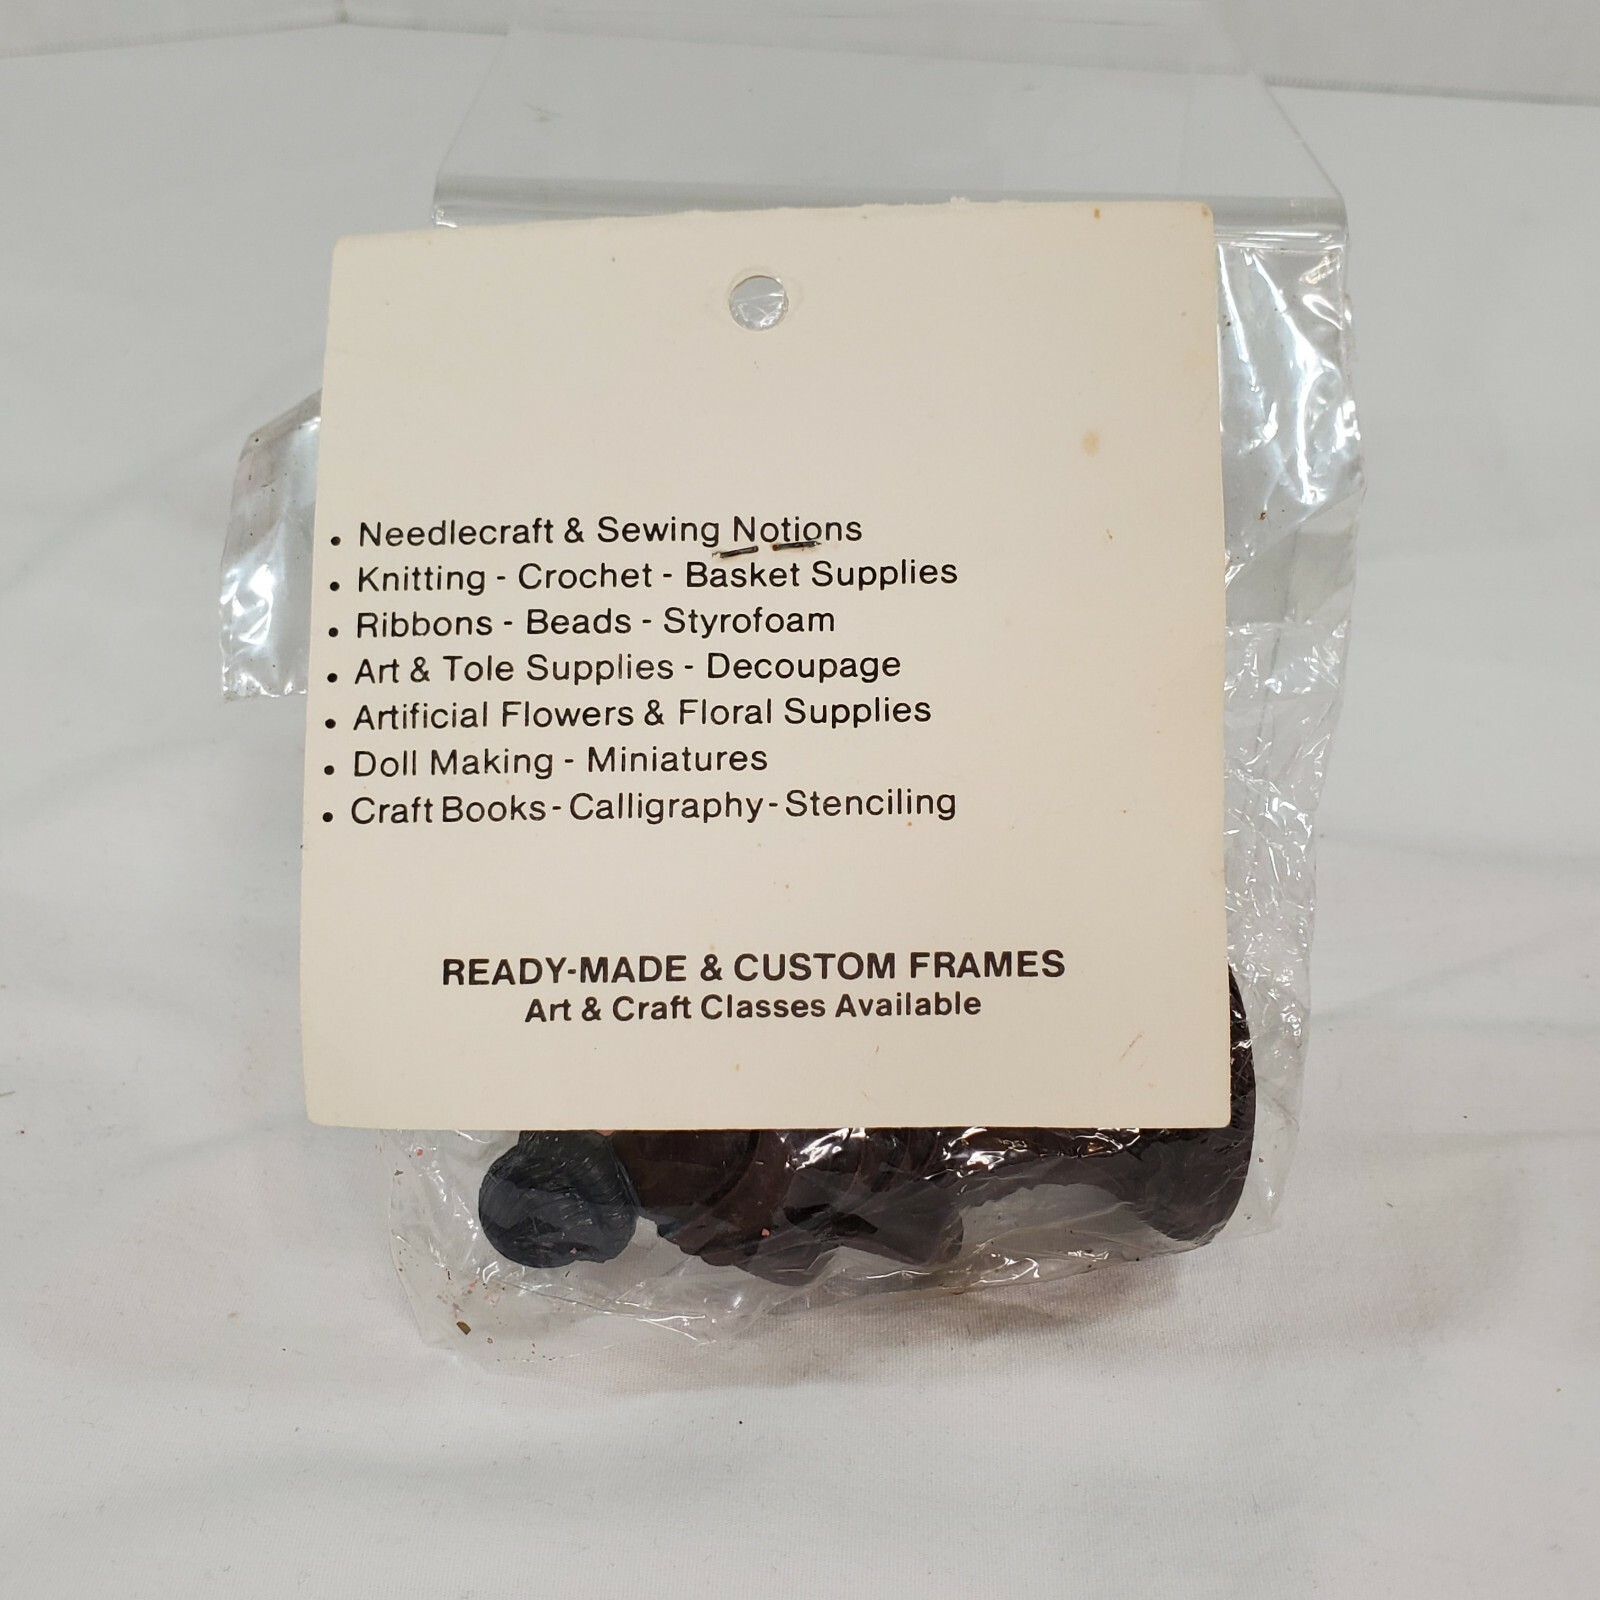 • Needlecraft & Sewing Notions
• Knitting - Crochet - Basket Supplies
• Ribbons - Beads - Styrofoam
• Art & Tole Supplies - Decoupage
• Artificial Flowers & Floral Supplies
• Doll Making - Miniatures
• Craft Books - Calligraphy - Stenciling
READY-MADE & CUSTOM FRAMES
Art & Craft Classes Available